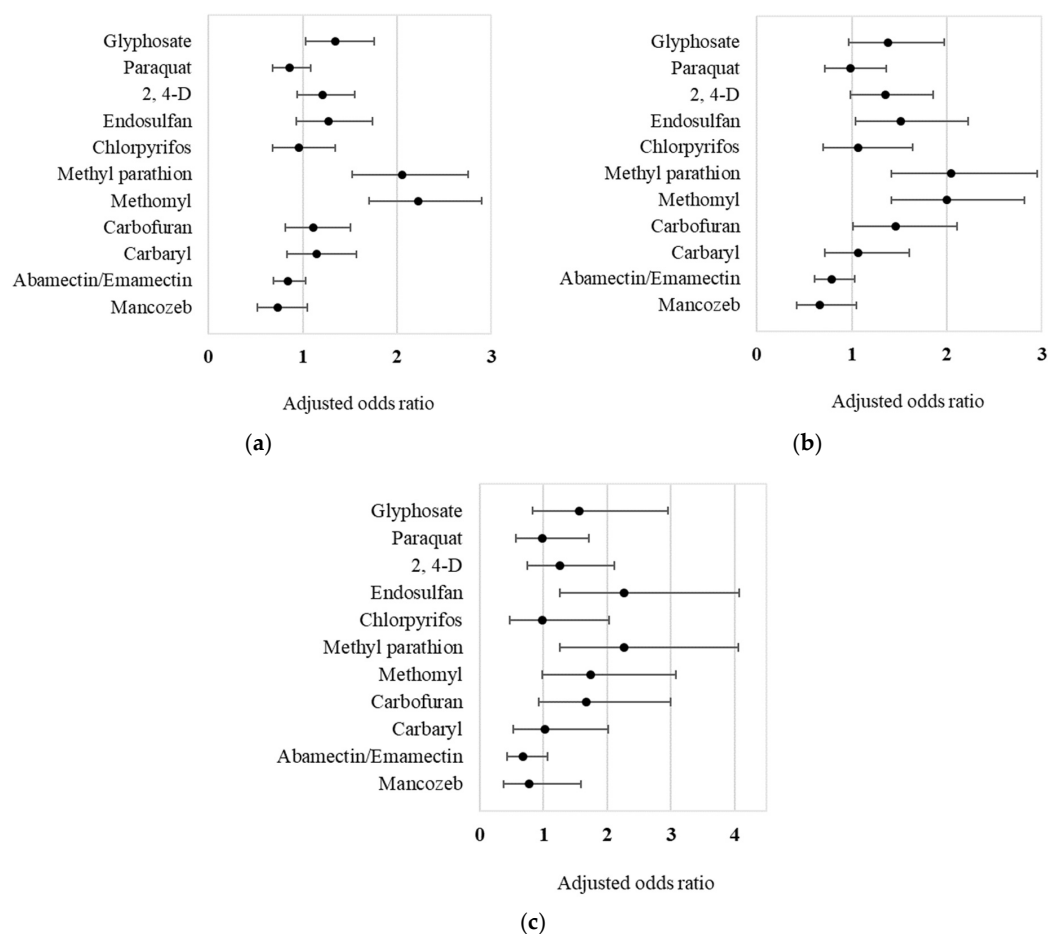 Glyphosate
Paraquat
2, 4-D
Endosulfan
Chlorpyrifos
Methyl parathion
Methomyl
Carbofuran
Carbaryl
Abamectin/Emamectin
Mancozeb
0 1 2 3
Adjusted odds ratio
(a)
Glyphosate
Paraquat
2, 4-D
Endosulfan
Chlorpyrifos
Methyl parathion
Methomyl
Carbofuran
Carbaryl
Abamectin/Emamectin
Mancozeb
0 1 2 3
Adjusted odds ratio
(b)
Glyphosate
Paraquat
2, 4-D
Endosulfan
Chlorpyrifos
Methyl parathion
Methomyl
Carbofuran
Carbaryl
Abamectin/Emamectin
Mancozeb
0 1 2 3 4
Adjusted odds ratio
(c)